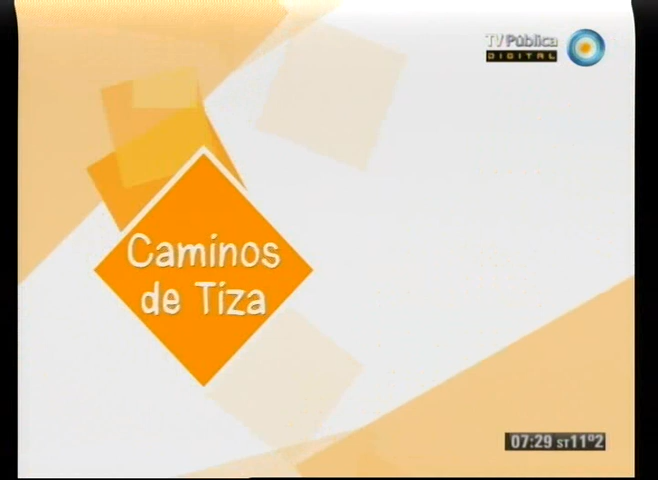 TV Pública
DIGITAL
Caminos
de Tiza
07:29 ST11º2